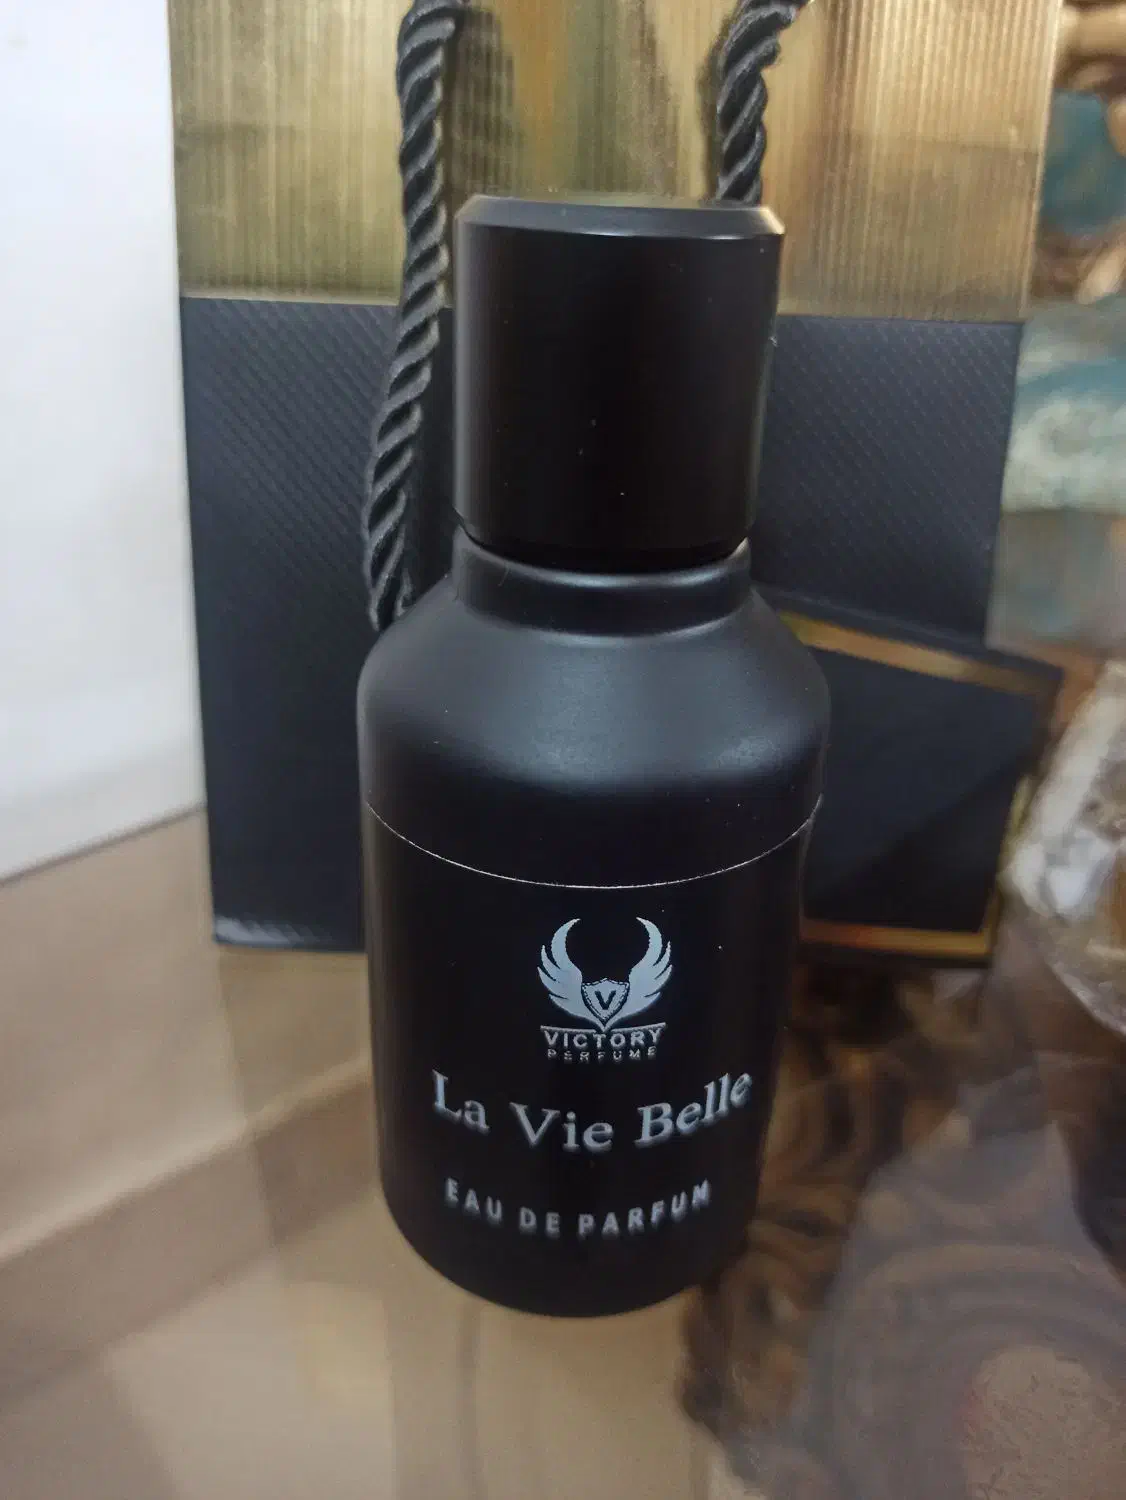 V
VICTORY
PERFUME
La Vie Belle
EAU DE PARFUM